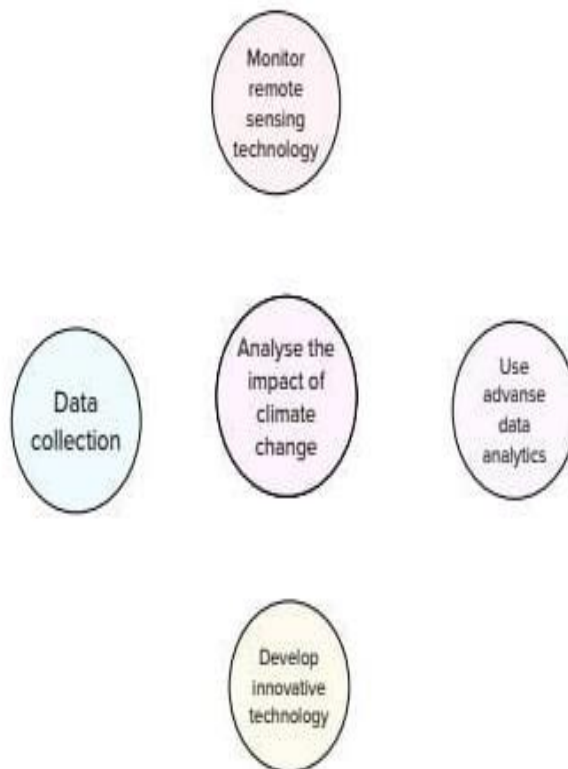 Monitor
remote
sensing
technology
Analyse the
impact of
climate
change
Data
collection
Use
advanse
data
analytics
Develop
innovative
technology